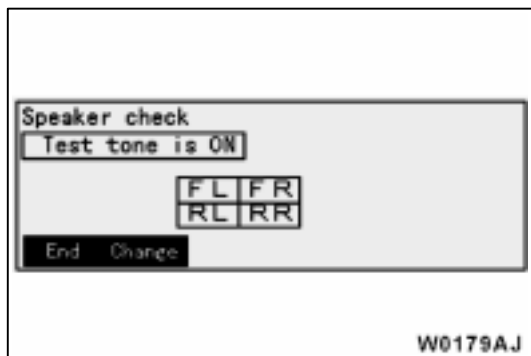 Speaker check
Test tone is ON
FL FR
RL RR
End Change
W0179AJ